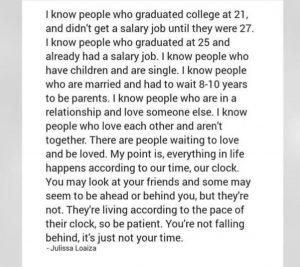 I know people who graduated college at 21,
and didn't get a salary job until they were 27.
I know people who graduated at 25 and
already had a salary job. I know people who
have children and are single. I know people
who are married and had to wait 8-10 years
to be parents. I know people who are in a
relationship and love someone else. I know
people who love each other and aren't
together. There are people waiting to love
and be loved. My point is, everything in life
happens according to our time, our clock.
You may look at your friends and some may
seem to be ahead or behind you, but they're
not. They're living according to the pace of
their clock, so be patient. You're not falling
behind, it's just not your time.
- Julissa Loaiza